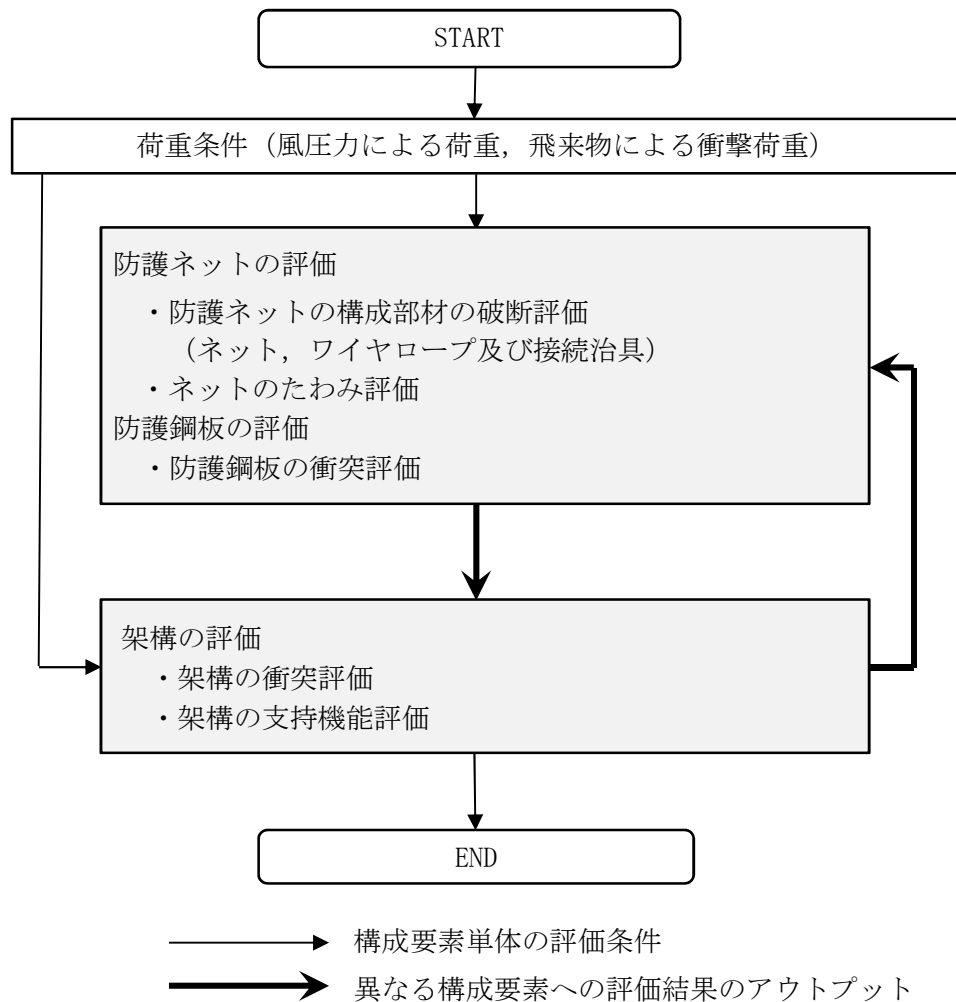 START
荷重条件（風圧力による荷重，飛来物による衝撃荷重）
防護ネットの評価
・防護ネットの構成部材の破断評価
（ネット，ワイヤロープ及び接続治具）
・ネットのたわみ評価
防護鋼板の評価
・防護鋼板の衝突評価
架構の評価
・架構の衝突評価
・架構の支持機能評価
END
構成要素単体の評価条件
異なる構成要素への評価結果のアウトプット